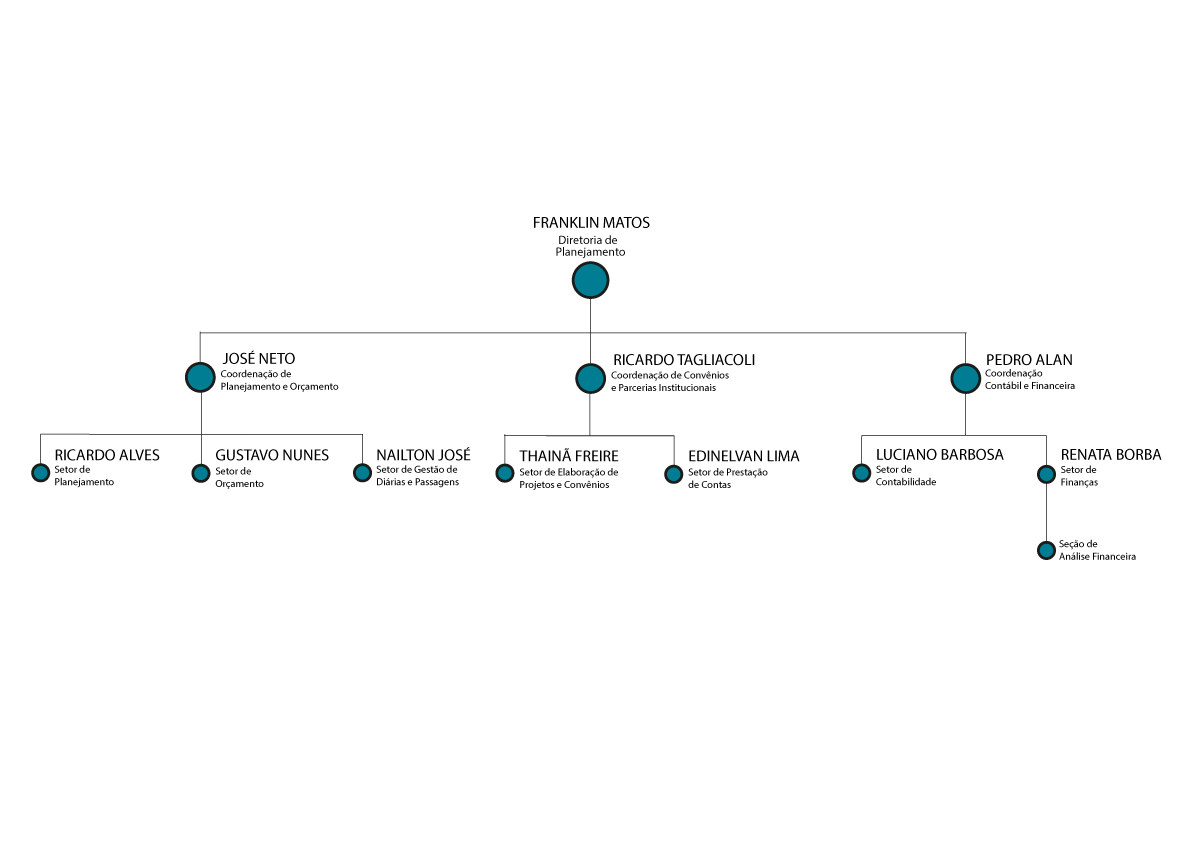 FRANKLIN MATOS
Diretoria de
Planejamento
JOSÉ NETO
Coordenação de
Planejamento e Orçamento
RICARDO TAGLIACOLI
Coordenação de Convênios
e Parcerias Institucionais
PEDRO ALAN
Coordenação
Contábil e Financeira
RICARDO ALVES
Setor de
Planejamento
GUSTAVO NUNES
Setor de
Orçamento
NAILTON JOSÉ
Setor de Gestão de
Diárias e Passagens
THAINÃ FREIRE
Setor de Elaboração de
Projetos e Convênios
EDINELVAN LIMA
Setor de Prestação
de Contas
LUCIANO BARBOSA
Setor de
Contabilidade
RENATA BORBA
Setor de
Finanças
Seção de
Análise Financeira